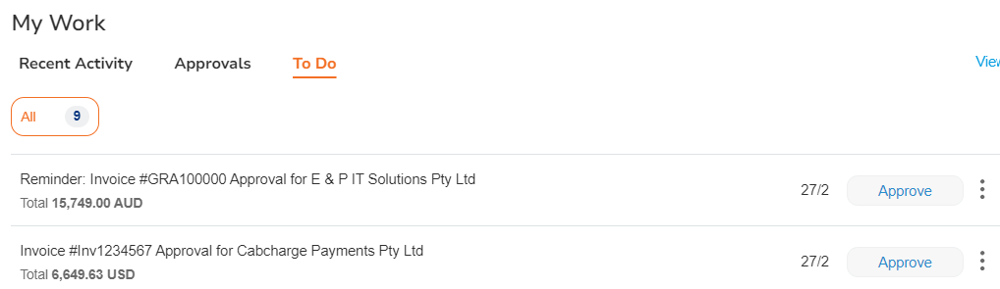 My Work
Recent Activity Approvals To Do
View
All 9
Reminder: Invoice #GRA100000 Approval for E & P IT Solutions Pty Ltd
Total 15,749.00 AUD
27/2 Approve
Invoice #Inv1234567 Approval for Cabcharge Payments Pty Ltd
Total 6,649.63 USD
27/2 Approve